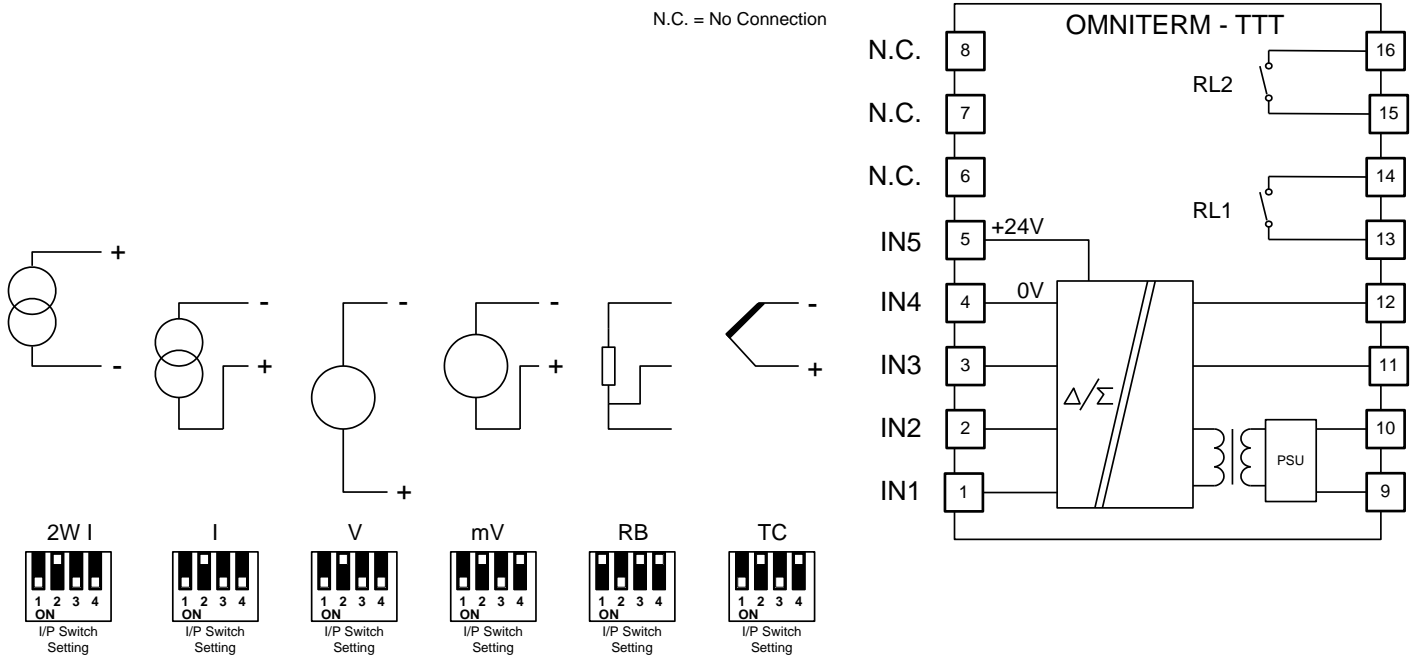 N.C. = No Connection
OMNITERM - TTT
N.C. 8
N.C. 7
N.C. 6
IN5 5 +24V
IN4 4 0V
IN3 3
IN2 2
IN1 1
RL2
16
15
RL1
14
13
12
11
10
9
Δ/Σ
PSU
+
-
-
+
-
+
-
+
-
+
2W I
1 2 3 4
ON
I/P Switch
Setting
I
1 2 3 4
ON
I/P Switch
Setting
V
1 2 3 4
ON
I/P Switch
Setting
mV
1 2 3 4
ON
I/P Switch
Setting
RB
1 2 3 4
ON
I/P Switch
Setting
TC
1 2 3 4
ON
I/P Switch
Setting